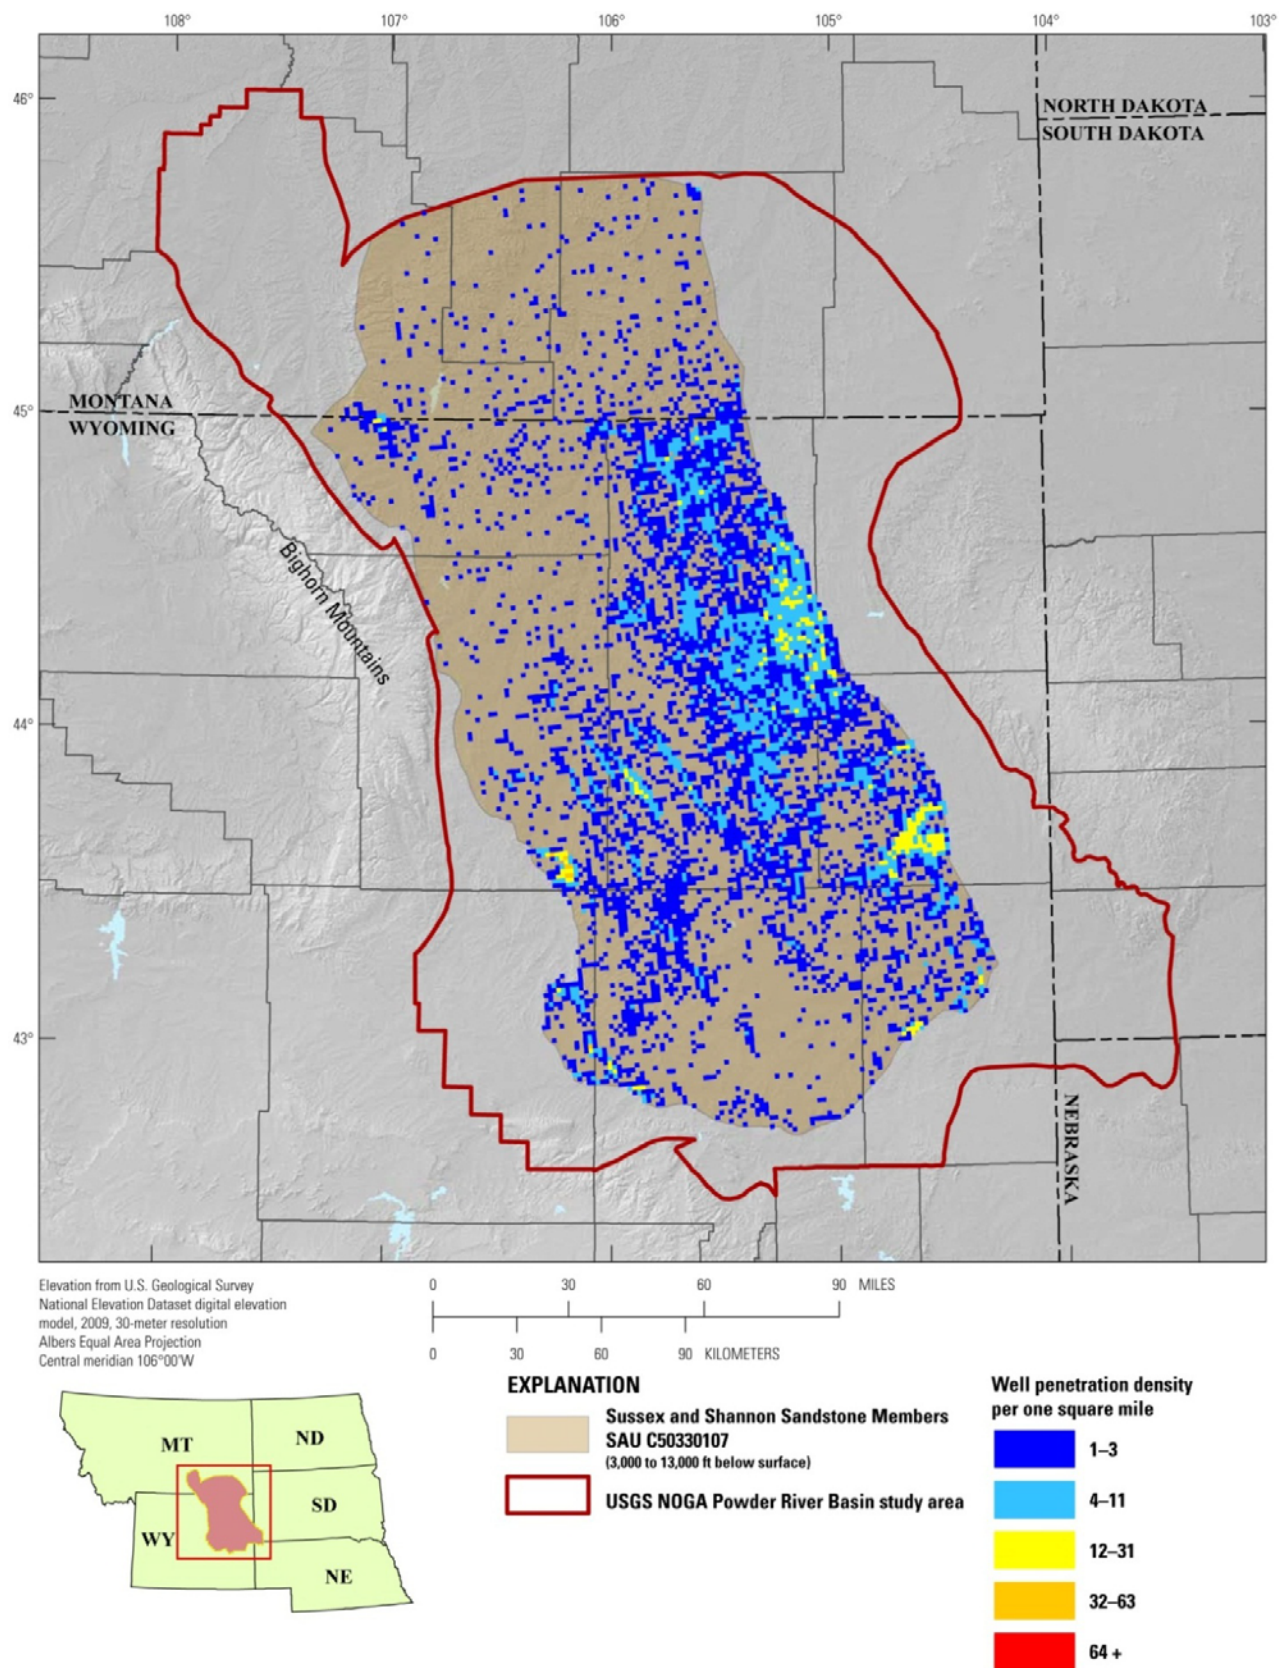 108° 107° 106° 105° 104° 103°
46°
NORTH DAKOTA
SOUTH DAKOTA
45°
MONTANA
WYOMING
Bighorn Mountains
44°
43°
NEBRASKA
Elevation from U.S. Geological Survey
National Elevation Dataset digital elevation
model, 2009, 30-meter resolution
Albers Equal Area Projection
Central meridian 106°00'W
0 30 60 90 MILES
0 30 60 90 KILOMETERS
MT
ND
WY
SD
NE
EXPLANATION
Sussex and Shannon Sandstone Members
SAU C50330107
(3,000 to 13,000 ft below surface)
USGS NOGA Powder River Basin study area
Well penetration density
per one square mile
1–3
4–11
12–31
32–63
64 +